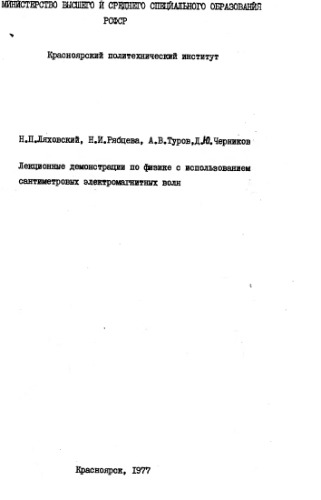 МИНИСТЕРСТВО ВЫСШЕГО И СРЕДНЕГО СПЕЦИАЛЬНОГО ОБРАЗОВАНИЯ
РСФСР
Красноярский политехнический институт
Н.П.Ляховский, Н.И.Рябцева, А.В.Туров, Д.Ю.Черников
Лекционные демонстрации по физике с использованием
сантиметровых электромагнитных волн
Красноярск, 1977